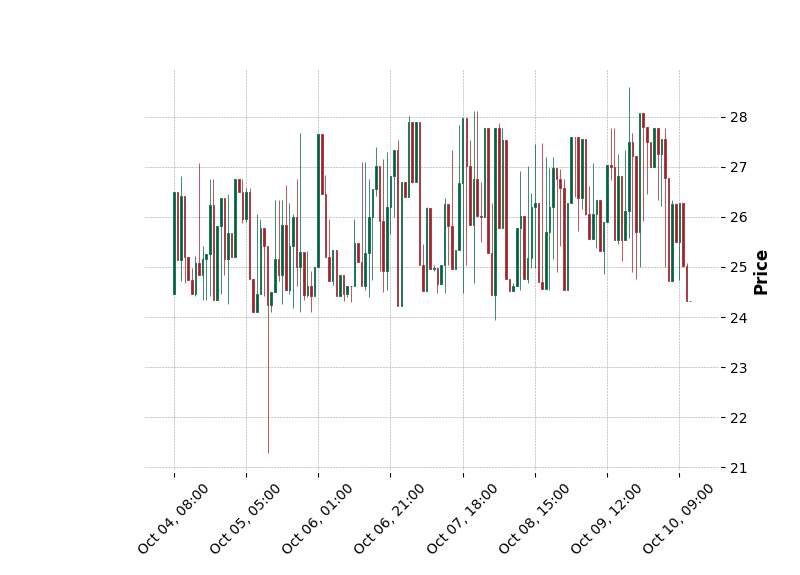 28
27
26
25
24
23
22
21
Price
Oct 04, 08:00
Oct 05, 05:00
Oct 06, 01:00
Oct 06, 21:00
Oct 07, 18:00
Oct 08, 15:00
Oct 09, 12:00
Oct 10, 09:00